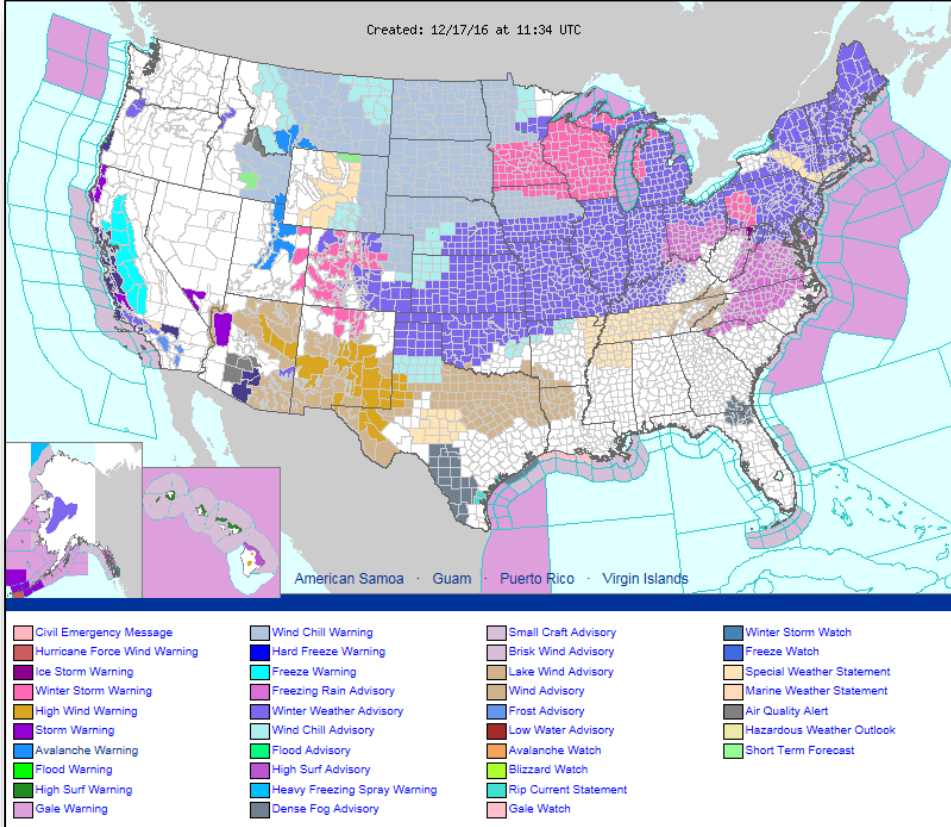 Created: 12/17/16 at 11:34 UTC
American Samoa · Guam · Puerto Rico · Virgin Islands
Civil Emergency Message
Hurricane Force Wind Warning
Ice Storm Warning
Winter Storm Warning
High Wind Warning
Storm Warning
Avalanche Warning
Flood Warning
High Surf Warning
Gale Warning
Wind Chill Warning
Hard Freeze Warning
Freeze Warning
Freezing Rain Advisory
Winter Weather Advisory
Wind Chill Advisory
Flood Advisory
High Surf Advisory
Heavy Freezing Spray Warning
Dense Fog Advisory
Small Craft Advisory
Brisk Wind Advisory
Lake Wind Advisory
Wind Advisory
Frost Advisory
Low Water Advisory
Avalanche Watch
Blizzard Watch
Rip Current Statement
Gale Watch
Winter Storm Watch
Freeze Watch
Special Weather Statement
Marine Weather Statement
Air Quality Alert
Hazardous Weather Outlook
Short Term Forecast